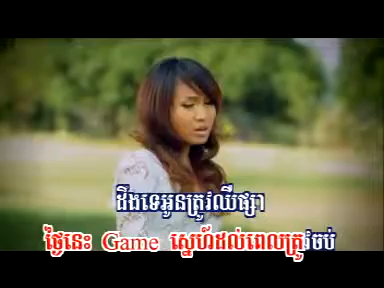 ដឹងទេអូនត្រូវឈឺផ្សា
ថ្ងៃនេះ Game ស្នេហ៍ដល់ពេលត្រូវចប់